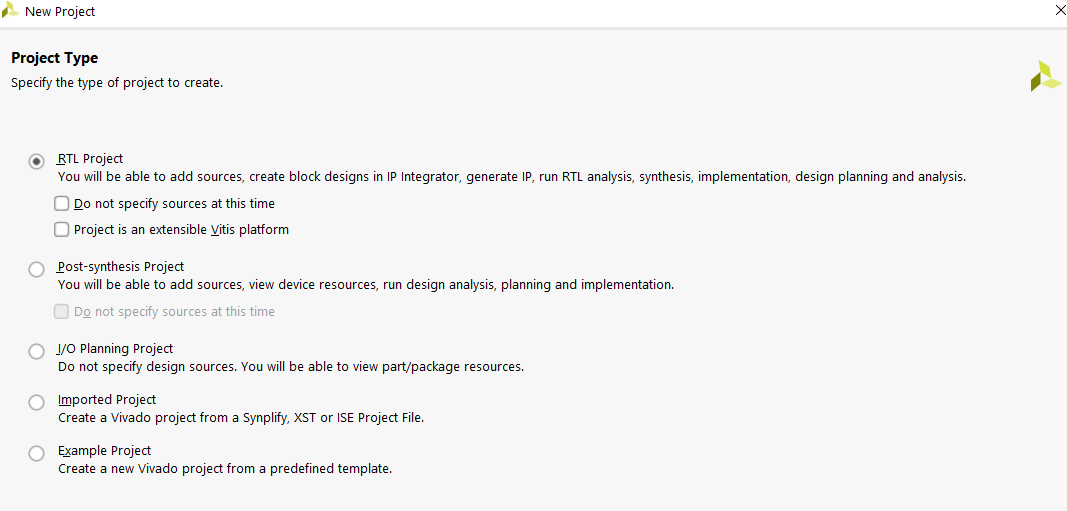 New Project
Project Type
Specify the type of project to create.
RTL Project
You will be able to add sources, create block designs in IP Integrator, generate IP, run RTL analysis, synthesis, implementation, design planning and analysis.
Do not specify sources at this time
Project is an extensible Vitis platform
Post-synthesis Project
You will be able to add sources, view device resources, run design analysis, planning and implementation.
Do not specify sources at this time
I/O Planning Project
Do not specify design sources. You will be able to view part/package resources.
Imported Project
Create a Vivado project from a Synplify, XST or ISE Project File.
Example Project
Create a new Vivado project from a predefined template.